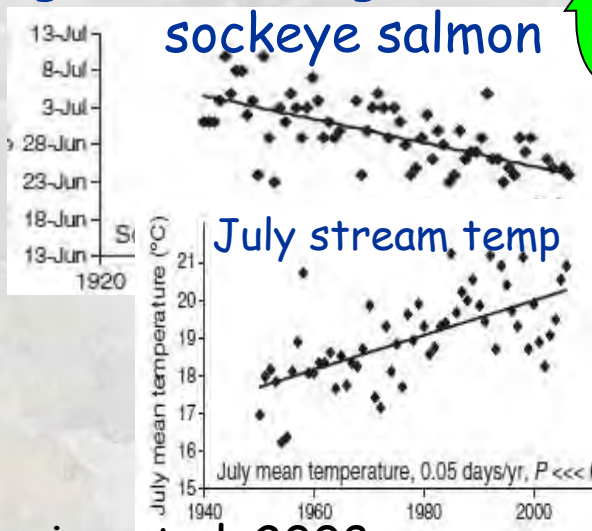 sockeye salmon
13-Jul
8-Jul
3-Jul
28-Jun
23-Jun
18-Jun
13-Jun
1920
July stream temp
July mean temperature (°C)
21
20
19
18
17
16
15
July mean temperature, 0.05 days/yr, P <<<
1940
1960
1980
2000